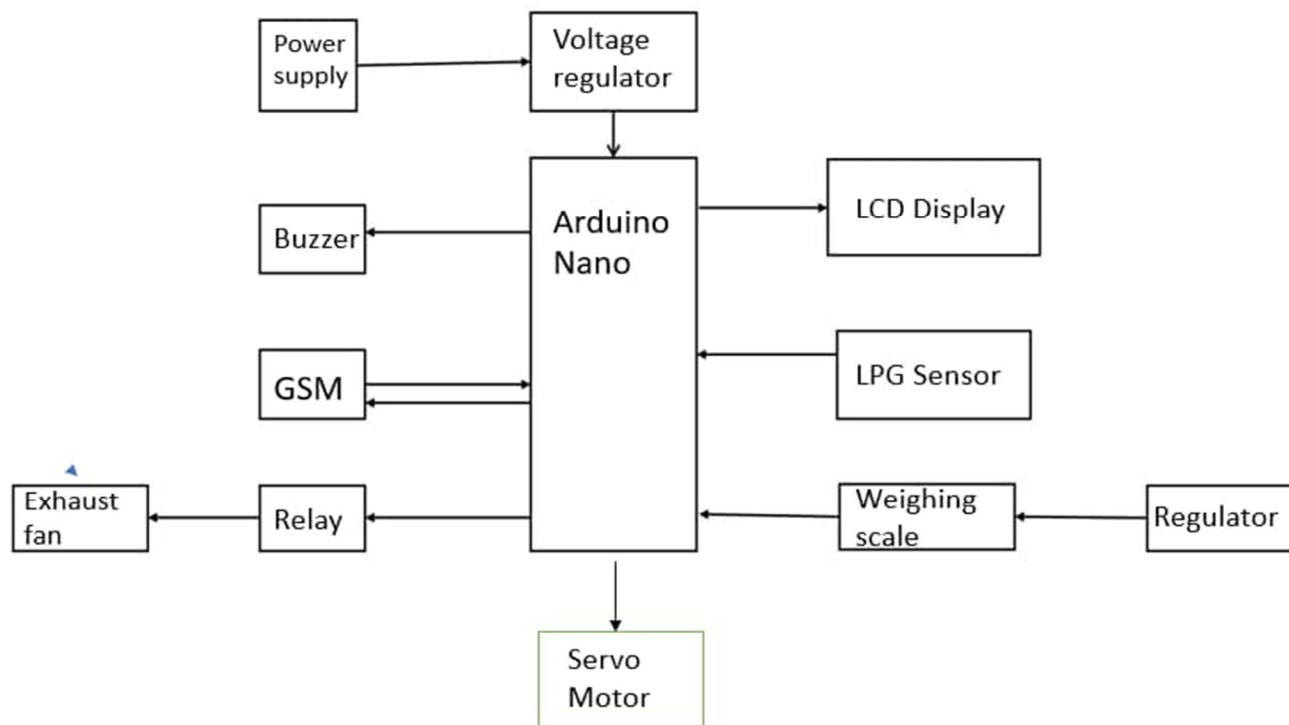 Power
supply
Voltage
regulator
Arduino
Nano
LCD Display
Buzzer
LPG Sensor
GSM
Exhaust
fan
Relay
Weighing
scale
Regulator
Servo
Motor